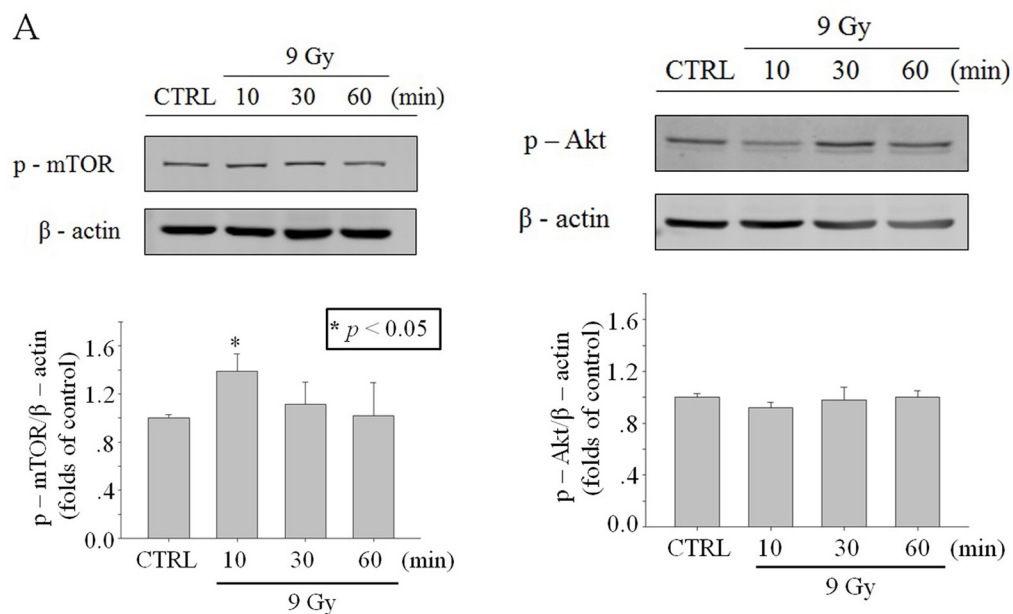 A
9 Gy
CTRL 10 30 60 (min)
p - mTOR
β - actin
* p < 0.05
p – mTOR/β – actin
(folds of control)
1.6
1.2
.8
.4
0.0
*
CTRL 10 30 60 (min)
9 Gy
9 Gy
CTRL 10 30 60 (min)
p – Akt
β - actin
p – Akt/β – actin
(folds of control)
1.6
1.2
.8
.4
0.0
CTRL 10 30 60 (min)
9 Gy